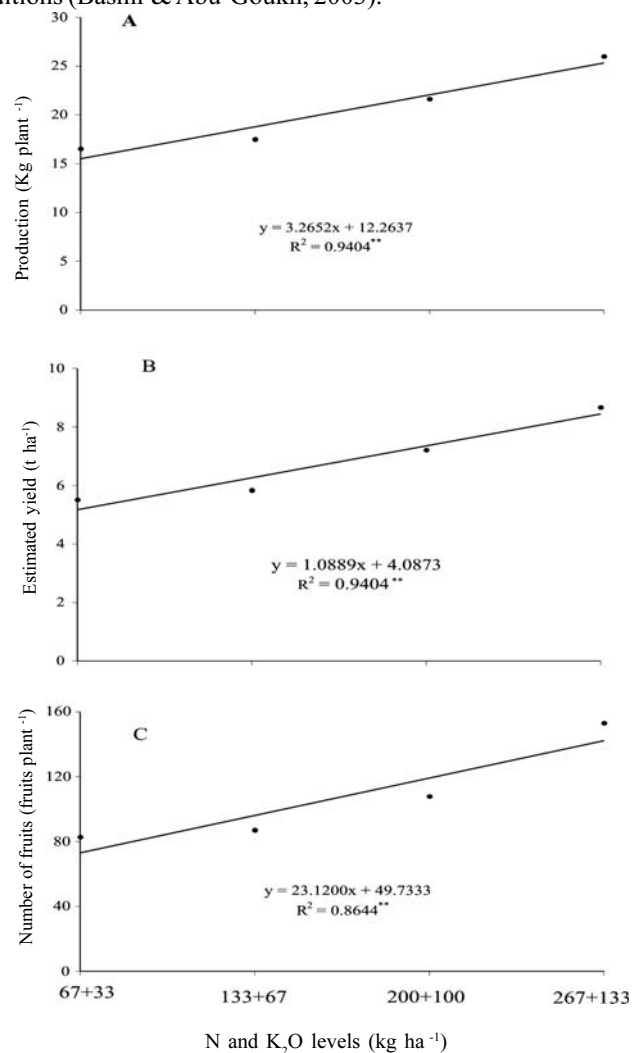 (Bashir & Abu-Goukh, 2003).
A
30
25
20
15
10
5
0
Production (Kg plant -1)
y = 3.2652x + 12.2637
R2 = 0.9404**
B
10
8
6
4
2
0
Estimated yield (t ha-1)
y = 1.0889x + 4.0873
R2 = 0.9404 **
C
160
120
80
40
0
Number of fruits (fruits plant -1)
y = 23.1200x + 49.7333
R2 = 0.8644**
67+33 133+67 200+100 267+133
N and K2O levels (kg ha -1)